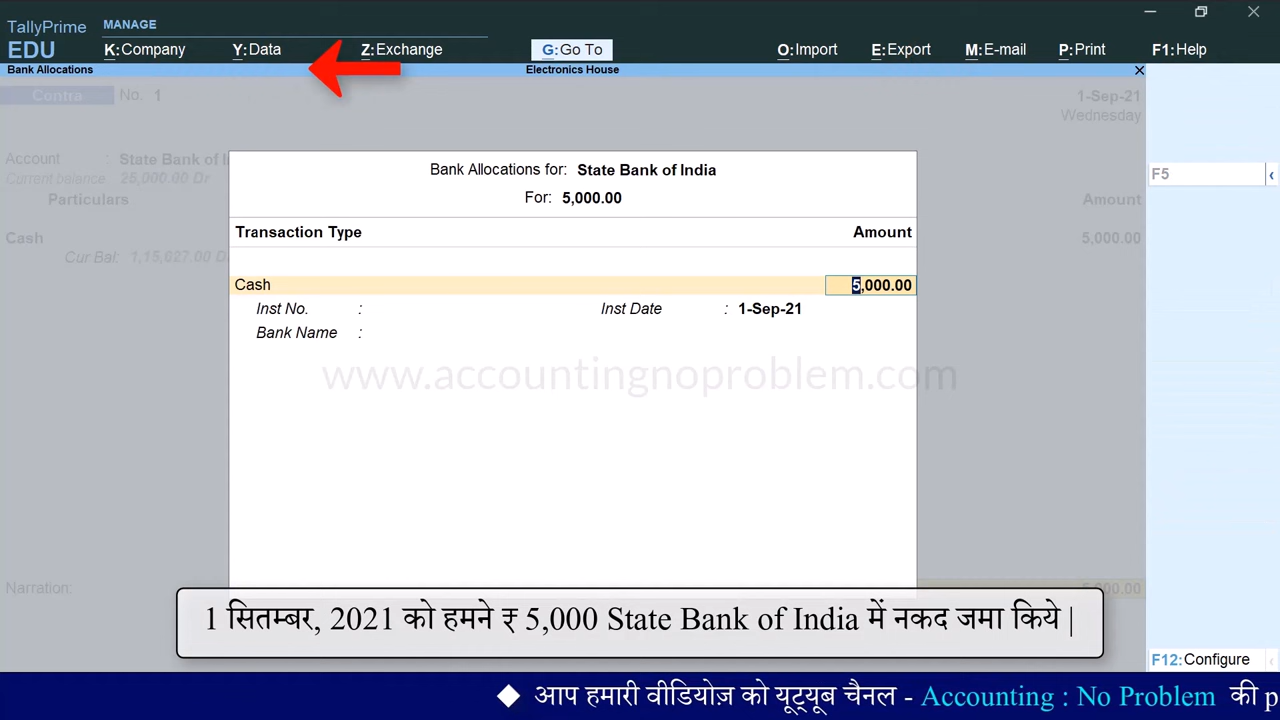 TallyPrime
EDU
MANAGE
K:Company Y:Data Z:Exchange G:Go To O:Import E:Export M:E-mail P:Print F1:Help
Bank Allocations Electronics House
Contra No. 1 1-Sep-21
Wednesday
Account : State Bank of I
Current balance : 25,000.00 Dr
Particulars Amount
Cash 5,000.00
Cur Bal: 1,15,627.00 D
Bank Allocations for: State Bank of India
For: 5,000.00
Transaction Type Amount
Cash 5,000.00
Inst No. : Inst Date : 1-Sep-21
Bank Name :
www.accountingnoproblem.com
F5
Narration: 5,000.00
1 सितम्बर, 2021 को हमने ₹ 5,000 State Bank of India में नकद जमा किये |
F12:Configure
◆ आप हमारी वीडियोज़ को यूट्यूब चैनल - Accounting : No Problem की p